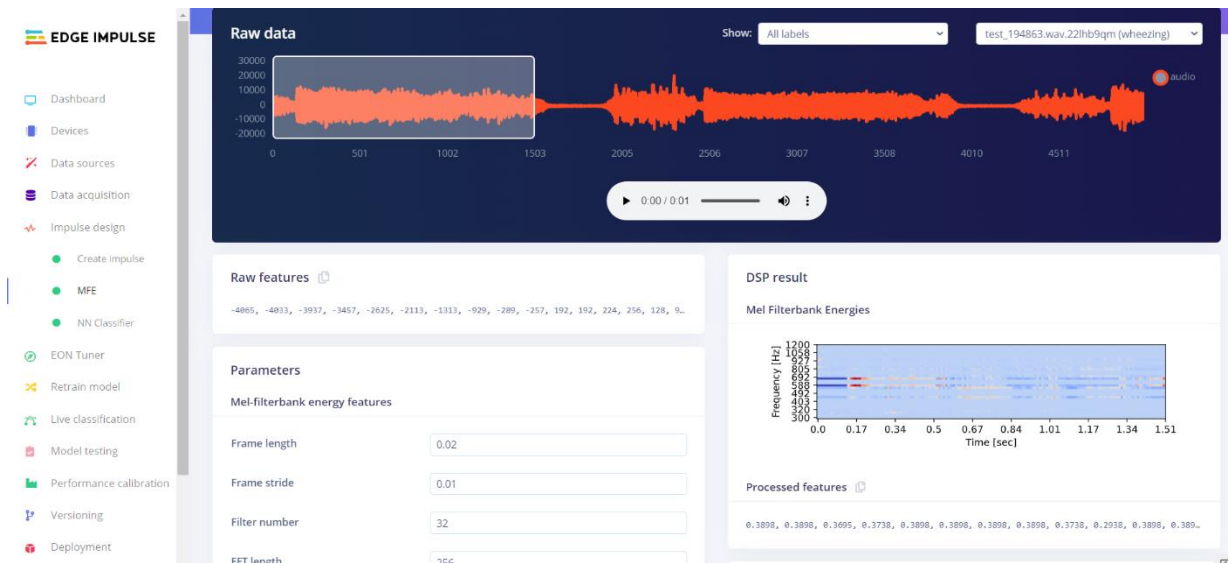 EDGE IMPULSE
Dashboard
Devices
Data sources
Data acquisition
Impulse design
Create impulse
MFE
NN Classifier
EON Tuner
Retrain model
Live classification
Model testing
Performance calibration
Versioning
Deployment
Raw data
Show: All labels test_194863.wav.22lhb9qm (wheezing)
30000
20000
10000
0
-10000
-20000
audio
0 501 1002 1503 2005 2506 3007 3508 4010 4511
0:00 / 0:01
Raw features
-4065, -4033, -3937, -3457, -2625, -2113, -1313, -929, -289, -257, 192, 192, 224, 256, 128, 9…
Parameters
Mel-filterbank energy features
Frame length 0.02
Frame stride 0.01
Filter number 32
FFT length 256
DSP result
Mel Filterbank Energies
Frequency [Hz]
1200
1058
927
805
692
588
492
403
320
300
0.0 0.17 0.34 0.5 0.67 0.84 1.01 1.17 1.34 1.51
Time [sec]
Processed features
0.3898, 0.3898, 0.3695, 0.3738, 0.3898, 0.3898, 0.3898, 0.3898, 0.3738, 0.2938, 0.3898, 0.389…